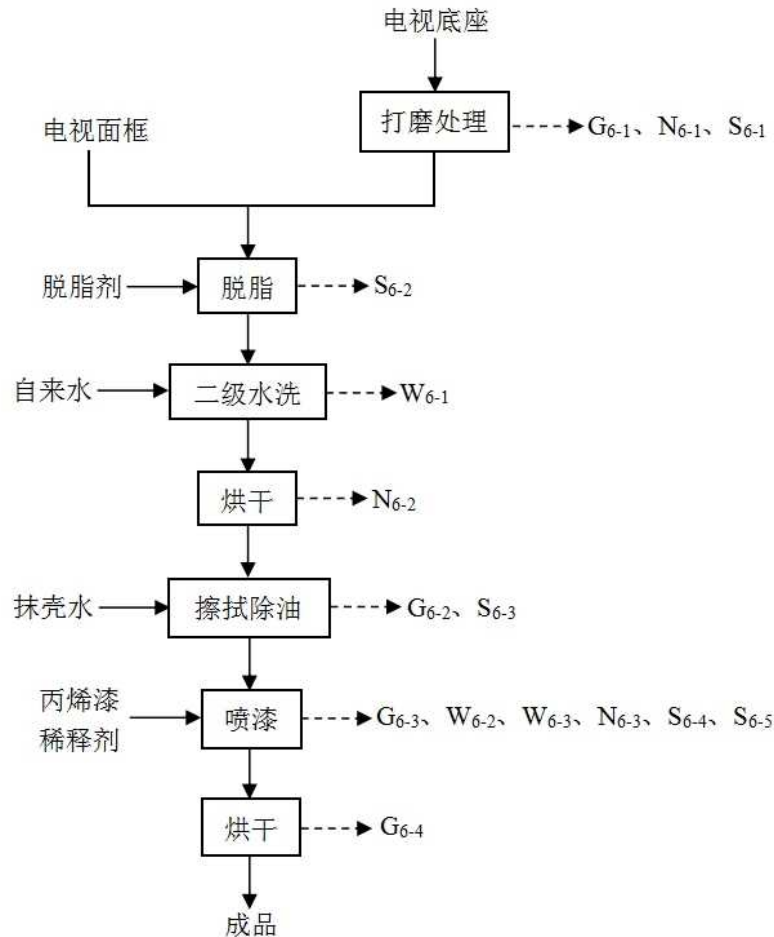 电视底座
打磨处理
G6-1、N6-1、S6-1
电视面框
脱脂剂
脱脂
S6-2
自来水
二级水洗
W6-1
烘干
N6-2
抹壳水
擦拭除油
G6-2、S6-3
丙烯漆
稀释剂
喷漆
G6-3、W6-2、W6-3、N6-3、S6-4、S6-5
烘干
G6-4
成品